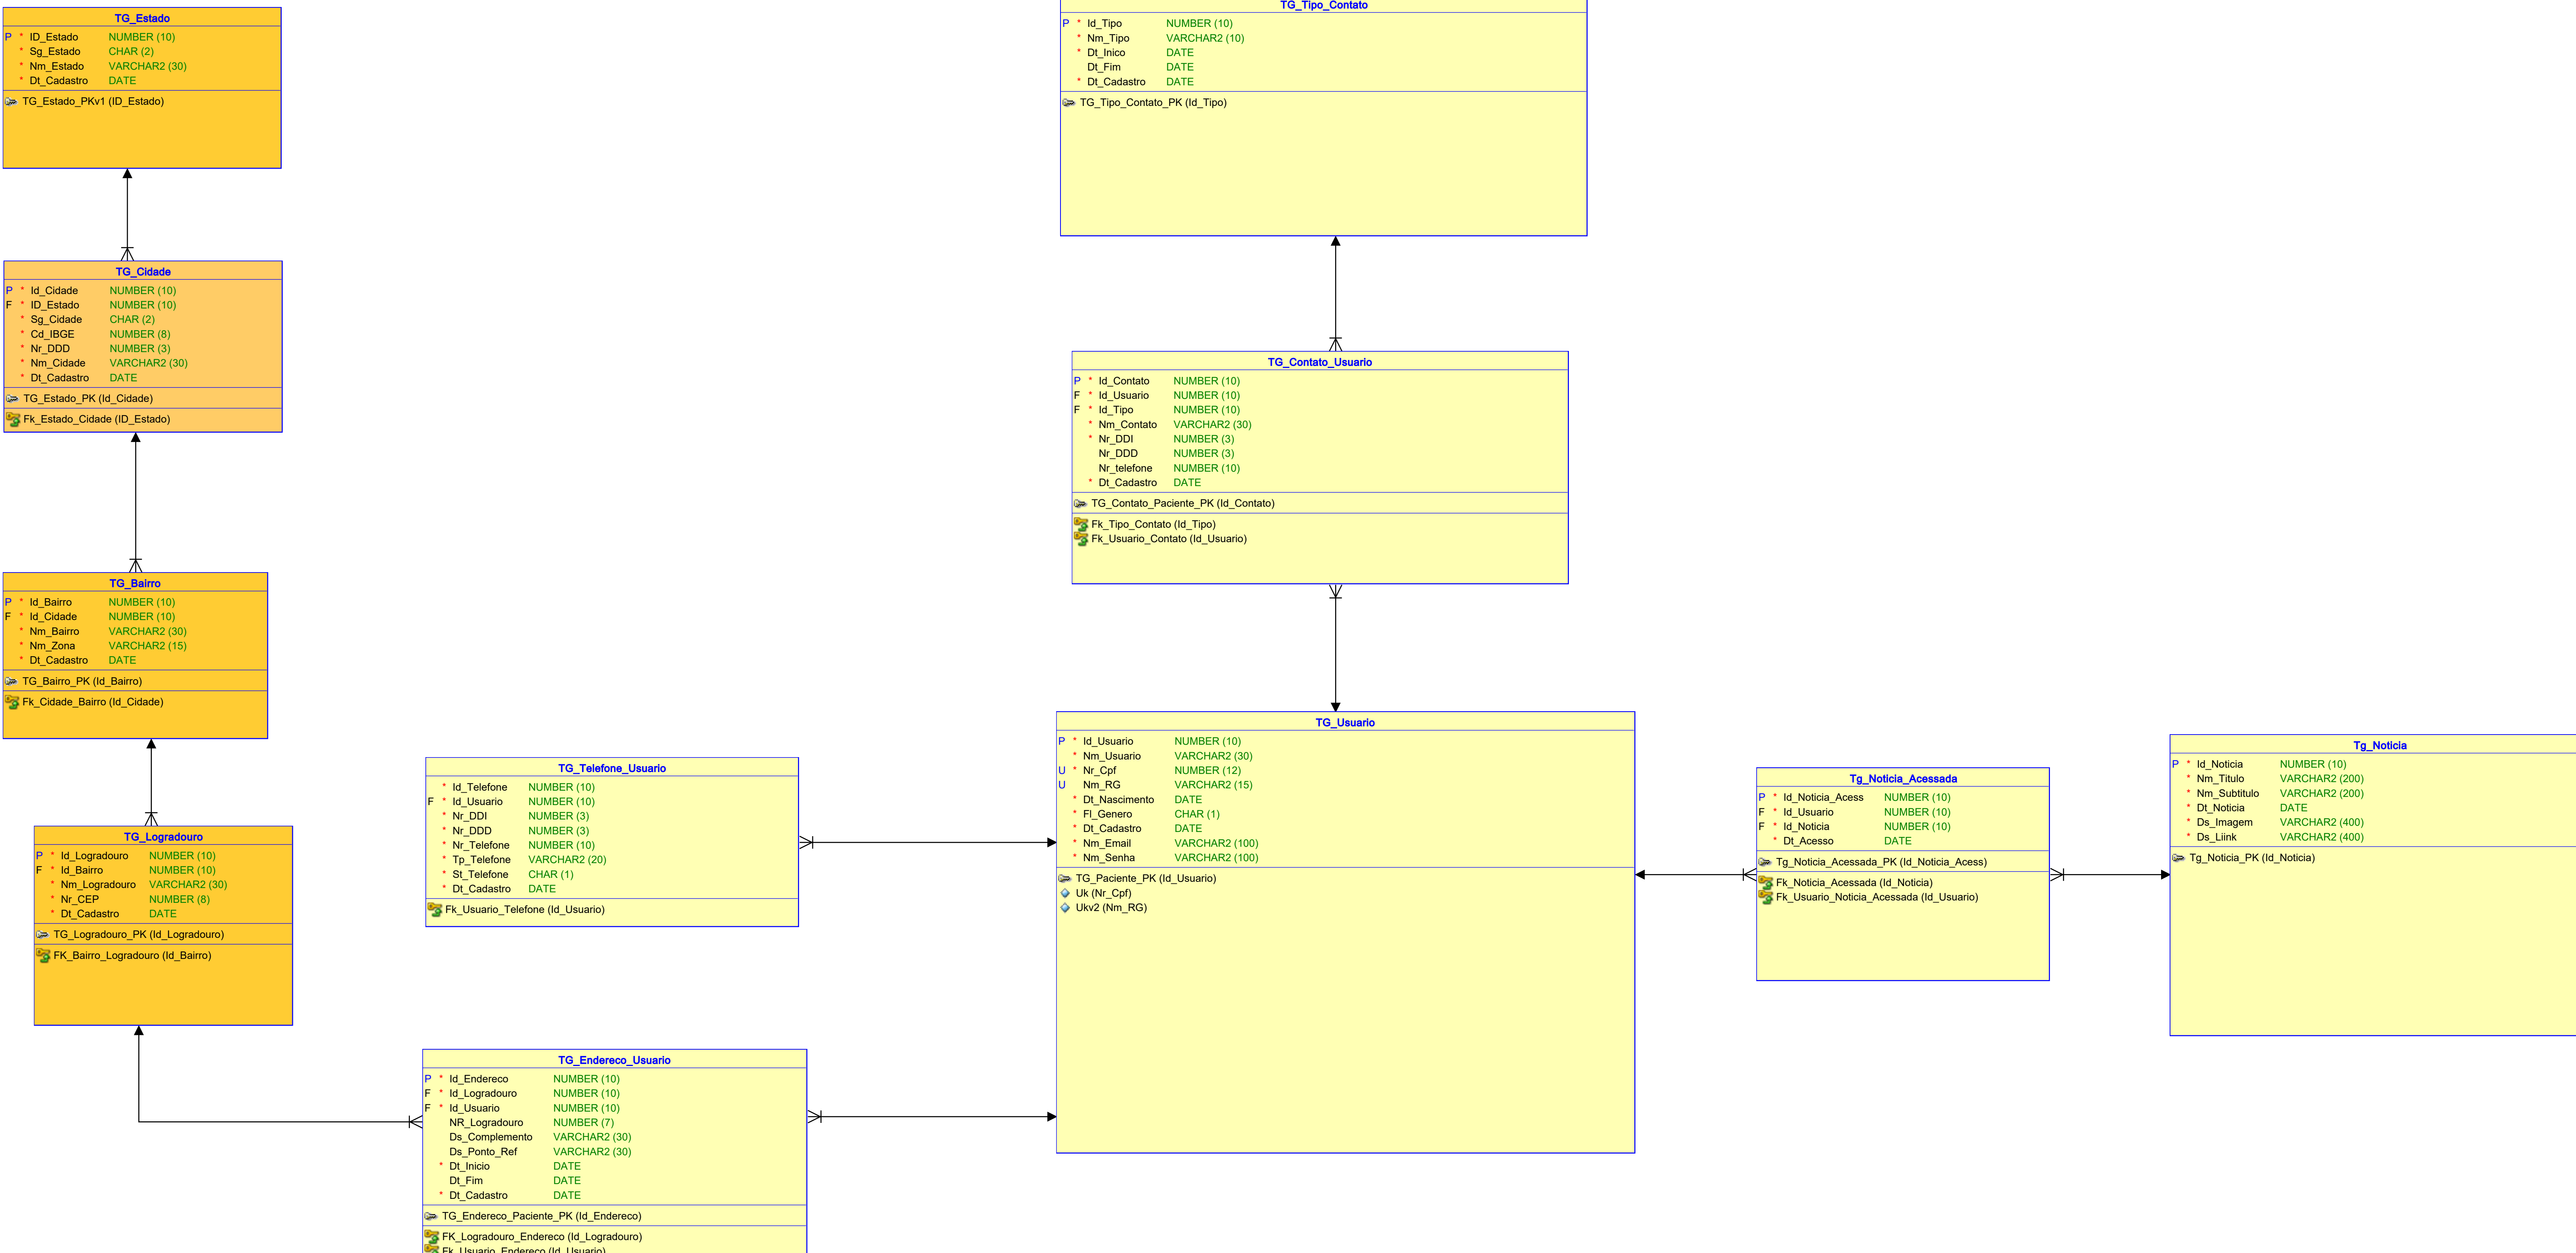 TG_Estado
P * ID_Estado NUMBER (10)
* Sg_Estado CHAR (2)
* Nm_Estado VARCHAR2 (30)
* Dt_Cadastro DATE
TG_Estado_PKv1 (ID_Estado)
TG_Tipo_Contato
P * Id_Tipo NUMBER (10)
* Nm_Tipo VARCHAR2 (10)
* Dt_Inico DATE
Dt_Fim DATE
* Dt_Cadastro DATE
TG_Tipo_Contato_PK (Id_Tipo)
TG_Cidade
P * Id_Cidade NUMBER (10)
F * ID_Estado NUMBER (10)
* Sg_Cidade CHAR (2)
* Cd_IBGE NUMBER (8)
* Nr_DDD NUMBER (3)
* Nm_Cidade VARCHAR2 (30)
* Dt_Cadastro DATE
TG_Estado_PK (Id_Cidade)
Fk_Estado_Cidade (ID_Estado)
TG_Contato_Usuario
P * Id_Contato NUMBER (10)
F * Id_Usuario NUMBER (10)
F * Id_Tipo NUMBER (10)
* Nm_Contato VARCHAR2 (30)
* Nr_DDI NUMBER (3)
Nr_DDD NUMBER (3)
Nr_telefone NUMBER (10)
* Dt_Cadastro DATE
TG_Contato_Paciente_PK (Id_Contato)
Fk_Tipo_Contato (Id_Tipo)
Fk_Usuario_Contato (Id_Usuario)
TG_Bairro
P * Id_Bairro NUMBER (10)
F * Id_Cidade NUMBER (10)
* Nm_Bairro VARCHAR2 (30)
* Nm_Zona VARCHAR2 (15)
* Dt_Cadastro DATE
TG_Bairro_PK (Id_Bairro)
Fk_Cidade_Bairro (Id_Cidade)
TG_Logradouro
P * Id_Logradouro NUMBER (10)
F * Id_Bairro NUMBER (10)
* Nm_Logradouro VARCHAR2 (30)
* Nr_CEP NUMBER (8)
* Dt_Cadastro DATE
TG_Logradouro_PK (Id_Logradouro)
FK_Bairro_Logradouro (Id_Bairro)
TG_Telefone_Usuario
* Id_Telefone NUMBER (10)
F * Id_Usuario NUMBER (10)
* Nr_DDI NUMBER (3)
* Nr_DDD NUMBER (3)
* Nr_Telefone NUMBER (10)
* Tp_Telefone VARCHAR2 (20)
* St_Telefone CHAR (1)
* Dt_Cadastro DATE
Fk_Usuario_Telefone (Id_Usuario)
TG_Usuario
P * Id_Usuario NUMBER (10)
* Nm_Usuario VARCHAR2 (30)
U * Nr_Cpf NUMBER (12)
U Nm_RG VARCHAR2 (15)
* Dt_Nascimento DATE
* Fl_Genero CHAR (1)
* Dt_Cadastro DATE
* Nm_Email VARCHAR2 (100)
* Nm_Senha VARCHAR2 (100)
TG_Paciente_PK (Id_Usuario)
Uk (Nr_Cpf)
Ukv2 (Nm_RG)
Tg_Noticia_Acessada
P * Id_Noticia_Acess NUMBER (10)
F * Id_Usuario NUMBER (10)
F * Id_Noticia NUMBER (10)
* Dt_Acesso DATE
Tg_Noticia_Acessada_PK (Id_Noticia_Acess)
Fk_Noticia_Acessada (Id_Noticia)
Fk_Usuario_Noticia_Acessada (Id_Usuario)
Tg_Noticia
P * Id_Noticia NUMBER (10)
* Nm_Titulo VARCHAR2 (200)
* Nm_Subtitulo VARCHAR2 (200)
* Dt_Noticia DATE
* Ds_Imagem VARCHAR2 (400)
* Ds_Liink VARCHAR2 (400)
Tg_Noticia_PK (Id_Noticia)
TG_Endereco_Usuario
P * Id_Endereco NUMBER (10)
F * Id_Logradouro NUMBER (10)
F * Id_Usuario NUMBER (10)
NR_Logradouro NUMBER (7)
Ds_Complemento VARCHAR2 (30)
Ds_Ponto_Ref VARCHAR2 (30)
* Dt_Inicio DATE
Dt_Fim DATE
* Dt_Cadastro DATE
TG_Endereco_Paciente_PK (Id_Endereco)
FK_Logradouro_Endereco (Id_Logradouro)
Fk_Usuario_Endereco (Id_Usuario)